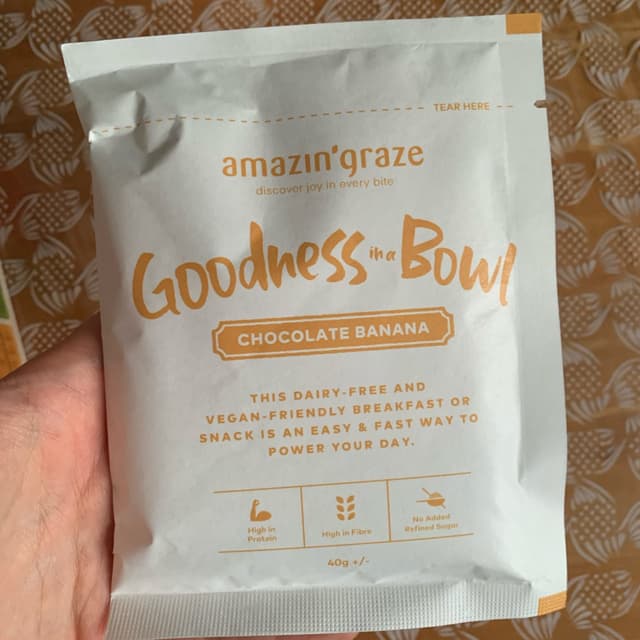 TEAR HERE
amazin'graze
discover joy in every bite
Goodness in a Bowl
CHOCOLATE BANANA
THIS DAIRY-FREE AND
VEGAN-FRIENDLY BREAKFAST OR
SNACK IS AN EASY & FAST WAY TO
POWER YOUR DAY.
High in
Protein
High in Fibre
No Added
Refined Sugar
40g +/-